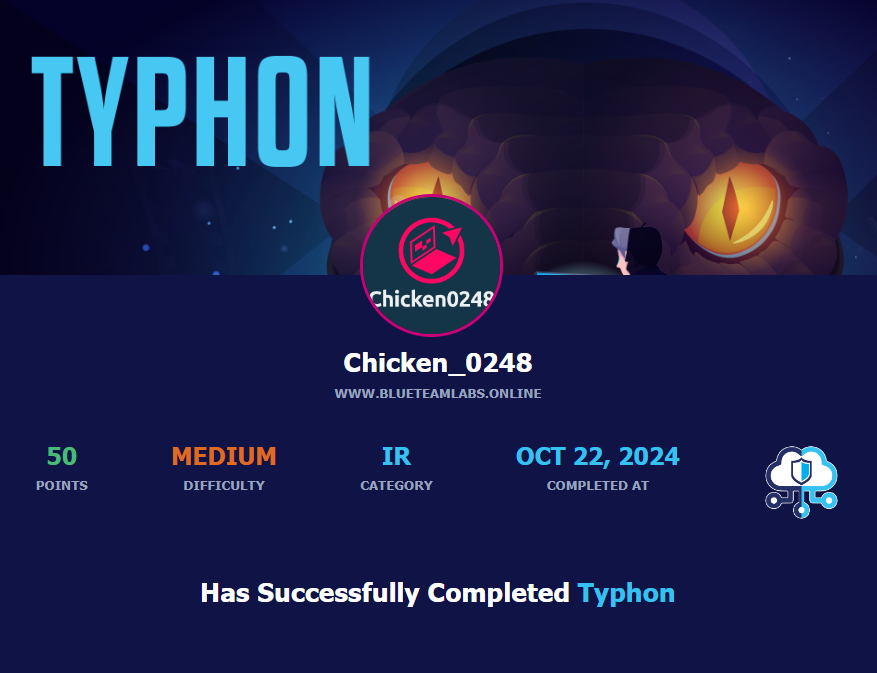 TYPHON
Chicken0248
Chicken_0248
WWW.BLUETEAMLABS.ONLINE
50 MEDIUM IR OCT 22, 2024
POINTS DIFFICULTY CATEGORY COMPLETED AT
Has Successfully Completed Typhon